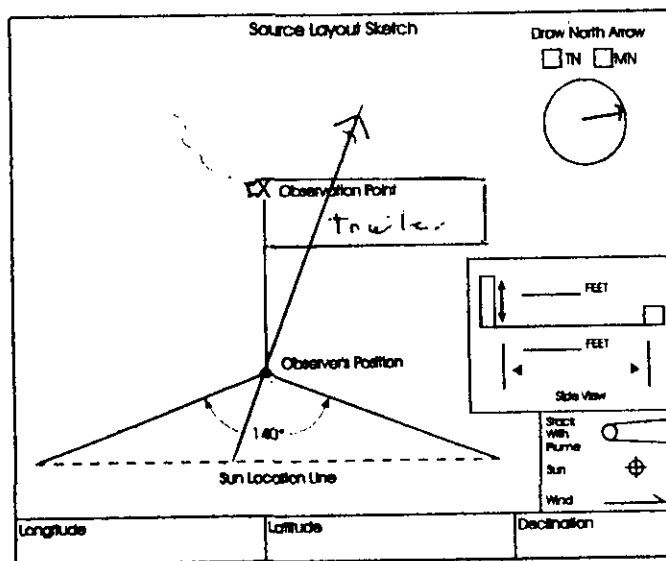 Source Layout Sketch
Draw North Arrow
TN MN
X Observation Point
Trailer
FEET
FEET
Side View
Observer's Position
140°
Sun Location Line
Stack
With
Plume
Sun
Wind
Longitude
Latitude
Declination